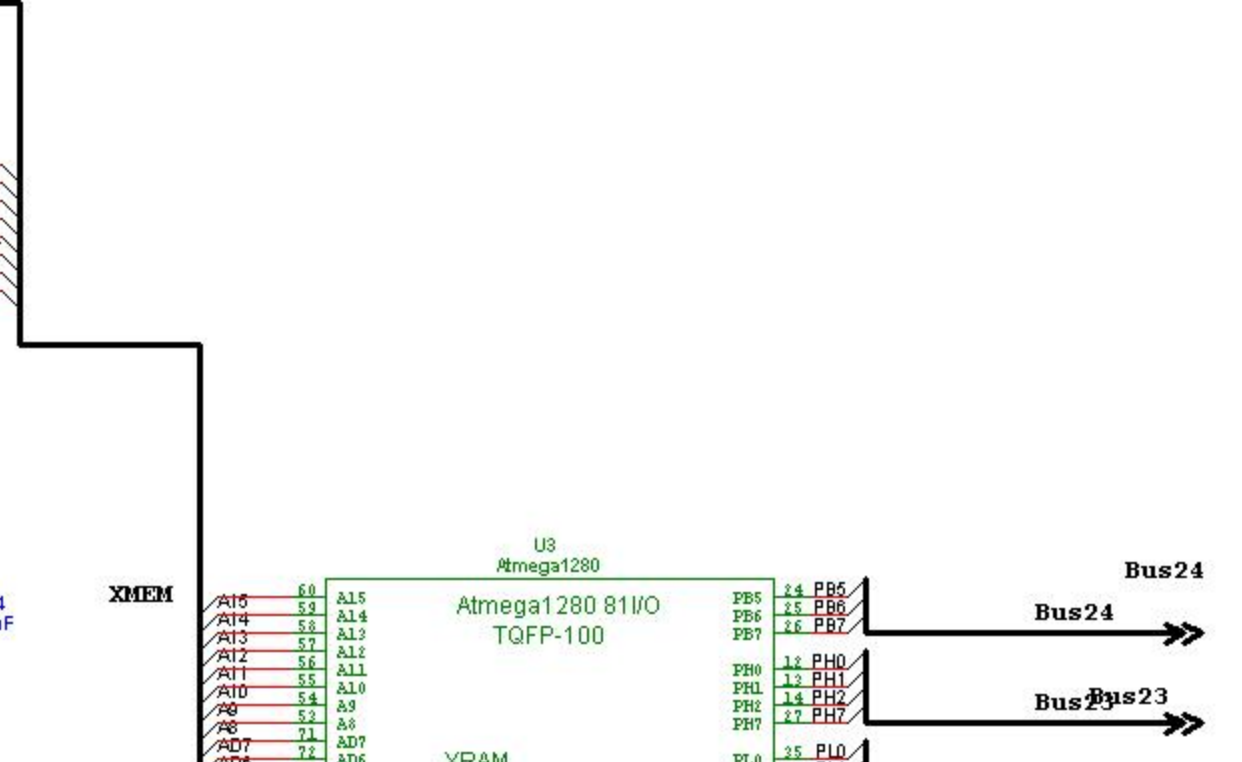 U3
Atmega1280
Bus24
XMEM
A15 60 A15
A14 59 A14
A13 58 A13
A12 57 A12
A11 56 A11
A10 55 A10
A9 54 A9
A8 53 A8
AD7 71 AD7
72 AD6
Atmega1280 81I/O
TQFP-100
XRAM
PB5 24 PB5
PB6 25 PB6
PB7 26 PB7
Bus24
PH0 12 PH0
PH1 13 PH1
PH2 14 PH2
PH7 27 PH7
Bus23
Bus23
PL0 35 PL0
4
F